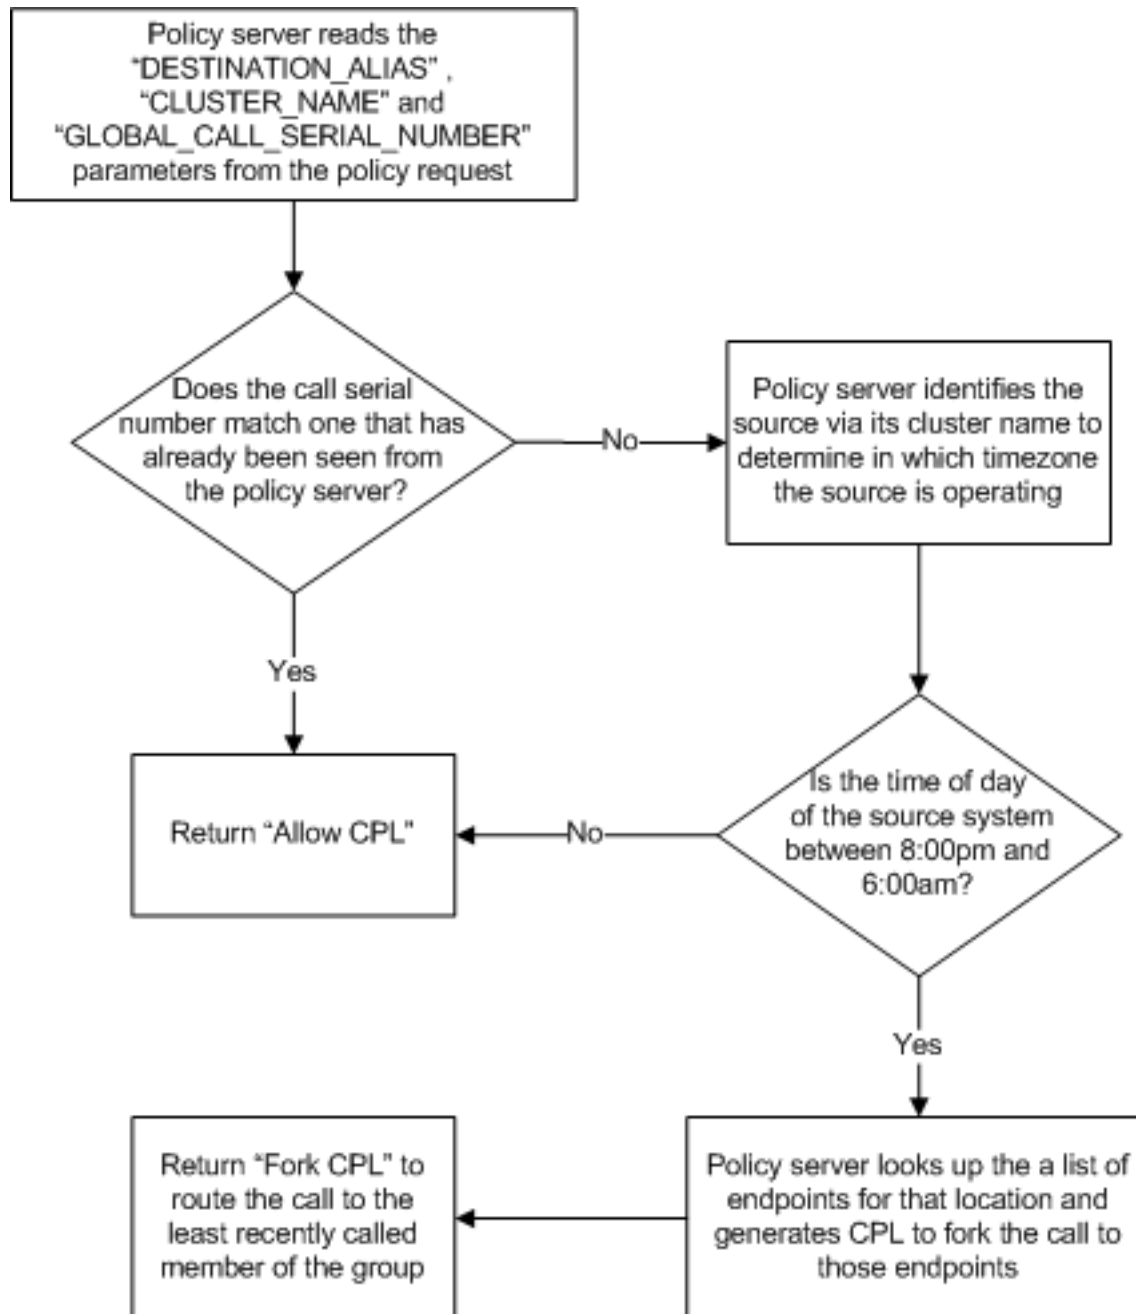 Policy server reads the
“DESTINATION_ALIAS” ,
“CLUSTER_NAME” and
“GLOBAL_CALL_SERIAL_NUMBER”
parameters from the policy request
Does the call serial
number match one that has
already been seen from
the policy server?
No
Policy server identifies the
source via its cluster name to
determine in which timezone
the source is operating
Yes
Return “Allow CPL”
No
Is the time of day
of the source system
between 8:00pm and
6:00am?
Yes
Return “Fork CPL” to
route the call to the
least recently called
member of the group
Policy server looks up the a list of
endpoints for that location and
generates CPL to fork the call to
those endpoints